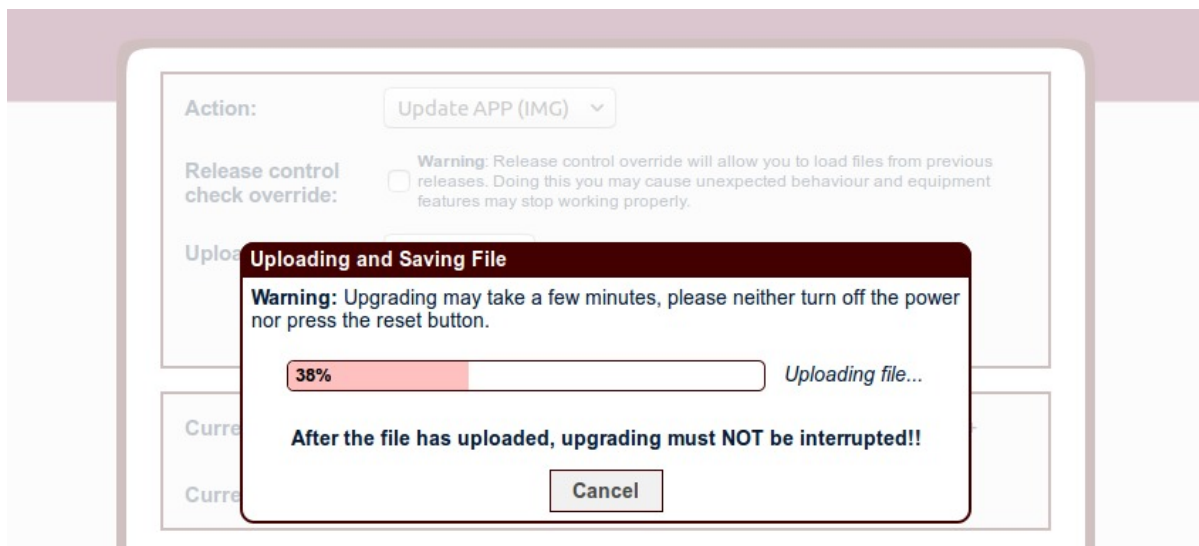 Action:
Update APP (IMG)
Release control
check override:
Warning: Release control override will allow you to load files from previous
releases. Doing this you may cause unexpected behaviour and equipment
features may stop working properly.
Uploading and Saving File
Warning: Upgrading may take a few minutes, please neither turn off the power
nor press the reset button.
38%
Uploading file...
After the file has uploaded, upgrading must NOT be interrupted!!
Cancel